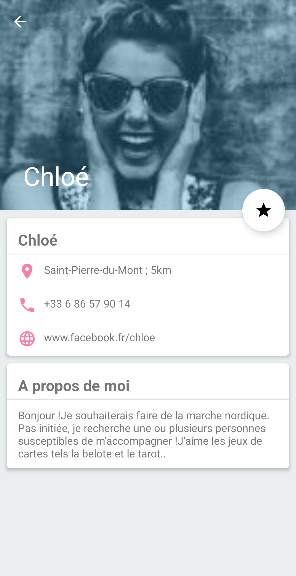 Chloé
Chloé
Saint-Pierre-du-Mont ; 5km
+33 6 86 57 90 14
www.facebook.fr/chloe
A propos de moi
Bonjour !Je souhaiterais faire de la marche nordique.
Pas initiée, je recherche une ou plusieurs personnes
susceptibles de m'accompagner !J'aime les jeux de
cartes tels la belote et le tarot..